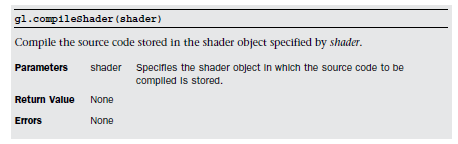 gl.compileShader(shader)
Compile the source code stored in the shader object specified by shader.
Parameters shader Specifies the shader object in which the source code to be
compiled is stored.
Return Value None
Errors None